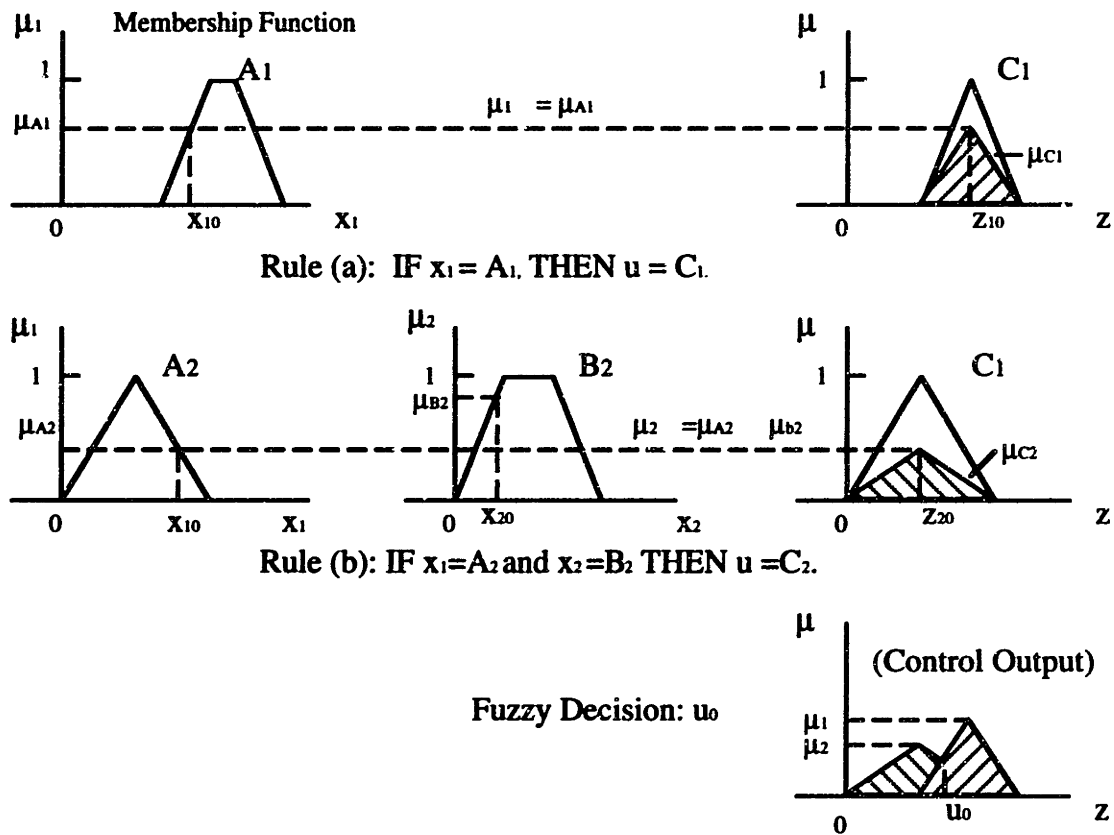 μ1 Membership Function μ
1 A1 1 C1
μA1 μ1 = μA1 μC1
0 x10 x1 0 z10 z
Rule (a): IF x1 = A1, THEN u = C1.
μ1 μ2 μ
1 A2 1 B2 1 C1
μB2
μA2 μ2 =μA2 μb2 μC2
0 x10 x1 0 x20 x2 0 z20 z
Rule (b): IF x1=A2 and x2=B2 THEN u =C2.
μ
(Control Output)
Fuzzy Decision: u0 μ1
μ2
0 u0 z